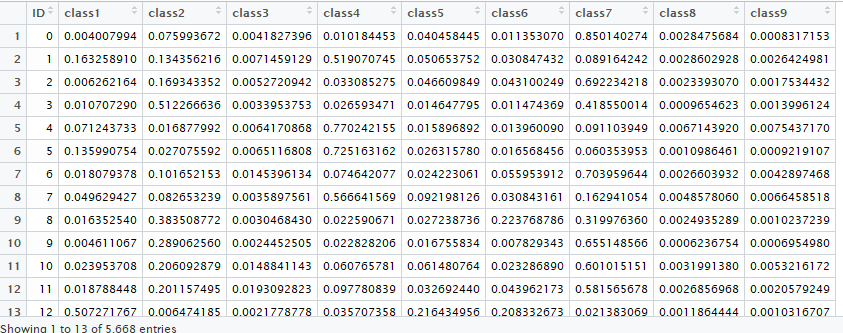 ID class1 class2 class3 class4 class5 class6 class7 class8 class9
1 0 0.004007994 0.075993672 0.0041827396 0.010184453 0.040458445 0.011353070 0.850140274 0.0028475684 0.0008317153
2 1 0.163258910 0.134356216 0.0071459129 0.519070745 0.050653752 0.030847432 0.089164242 0.0028602928 0.0026424981
3 2 0.006262164 0.169343352 0.0052720942 0.033085275 0.046609849 0.043100249 0.692234218 0.0023393070 0.0017534432
4 3 0.010707290 0.512266636 0.0033953753 0.026593471 0.014647795 0.011474369 0.418550014 0.0009654623 0.0013996124
5 4 0.071243733 0.016877992 0.0064170868 0.770242155 0.015896892 0.013960090 0.091103949 0.0067143920 0.0075437170
6 5 0.135990754 0.027075592 0.0065116808 0.725163162 0.026315780 0.016568456 0.060353953 0.0010986461 0.0009219107
7 6 0.018079378 0.101652153 0.0145396134 0.074642077 0.024223061 0.055953912 0.703959644 0.0026603932 0.0042897468
8 7 0.049629427 0.082653239 0.0035897561 0.566641569 0.092198126 0.030843161 0.162941054 0.0048578060 0.0066458518
9 8 0.016352540 0.383508772 0.0030468430 0.022590671 0.027238736 0.223768786 0.319976360 0.0024935289 0.0010237239
10 9 0.004611067 0.289062560 0.0024452505 0.022828206 0.016755834 0.007829343 0.655148566 0.0006236754 0.0006954980
11 10 0.023953708 0.206092879 0.0148841143 0.060765781 0.061480764 0.023286890 0.601015151 0.0031991380 0.0053216172
12 11 0.018788448 0.201157495 0.0193092823 0.097780839 0.032692440 0.043962173 0.581565678 0.0026856968 0.0020579249
13 12 0.507271767 0.006474185 0.0021778778 0.035707358 0.216434956 0.208332673 0.021383069 0.0011864444 0.0010316707
Showing 1 to 13 of 5,668 entries